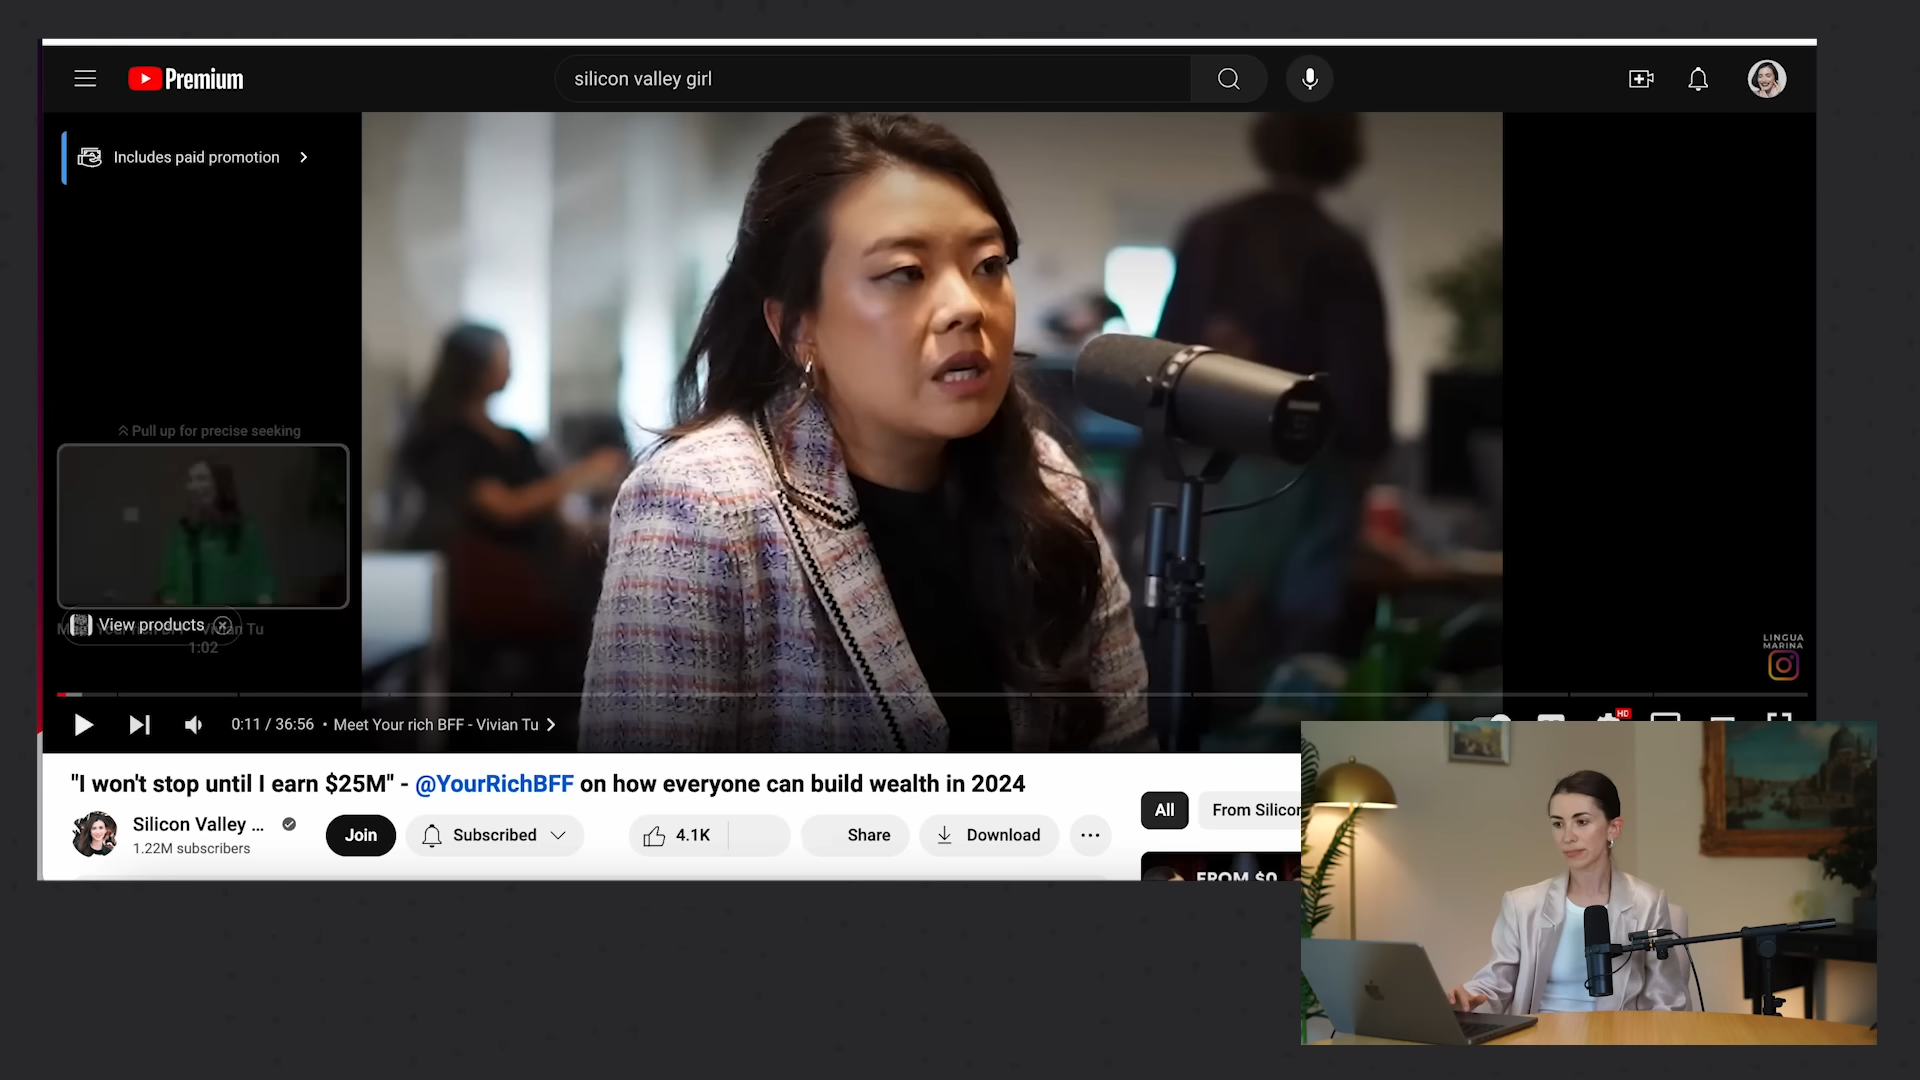 Premium
silicon valley girl
Includes paid promotion
Pull up for precise seeking
View products
1:02
LINGUA
MARINA
0:11 / 36:56 • Meet Your rich BFF - Vivian Tu
HD
"I won't stop until I earn $25M" - @YourRichBFF on how everyone can build wealth in 2024
Silicon Valley ...
1.22M subscribers
Join
Subscribed
4.1K
Share
Download
All
From Silicon
FROM $0